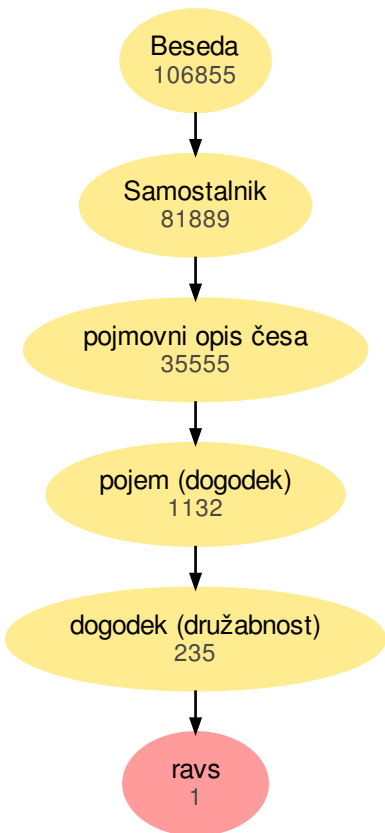 Beseda
106855
Samostalnik
81889
pojmovni opis česa
35555
pojem (dogodek)
1132
dogodek (družabnost)
235
ravs
1